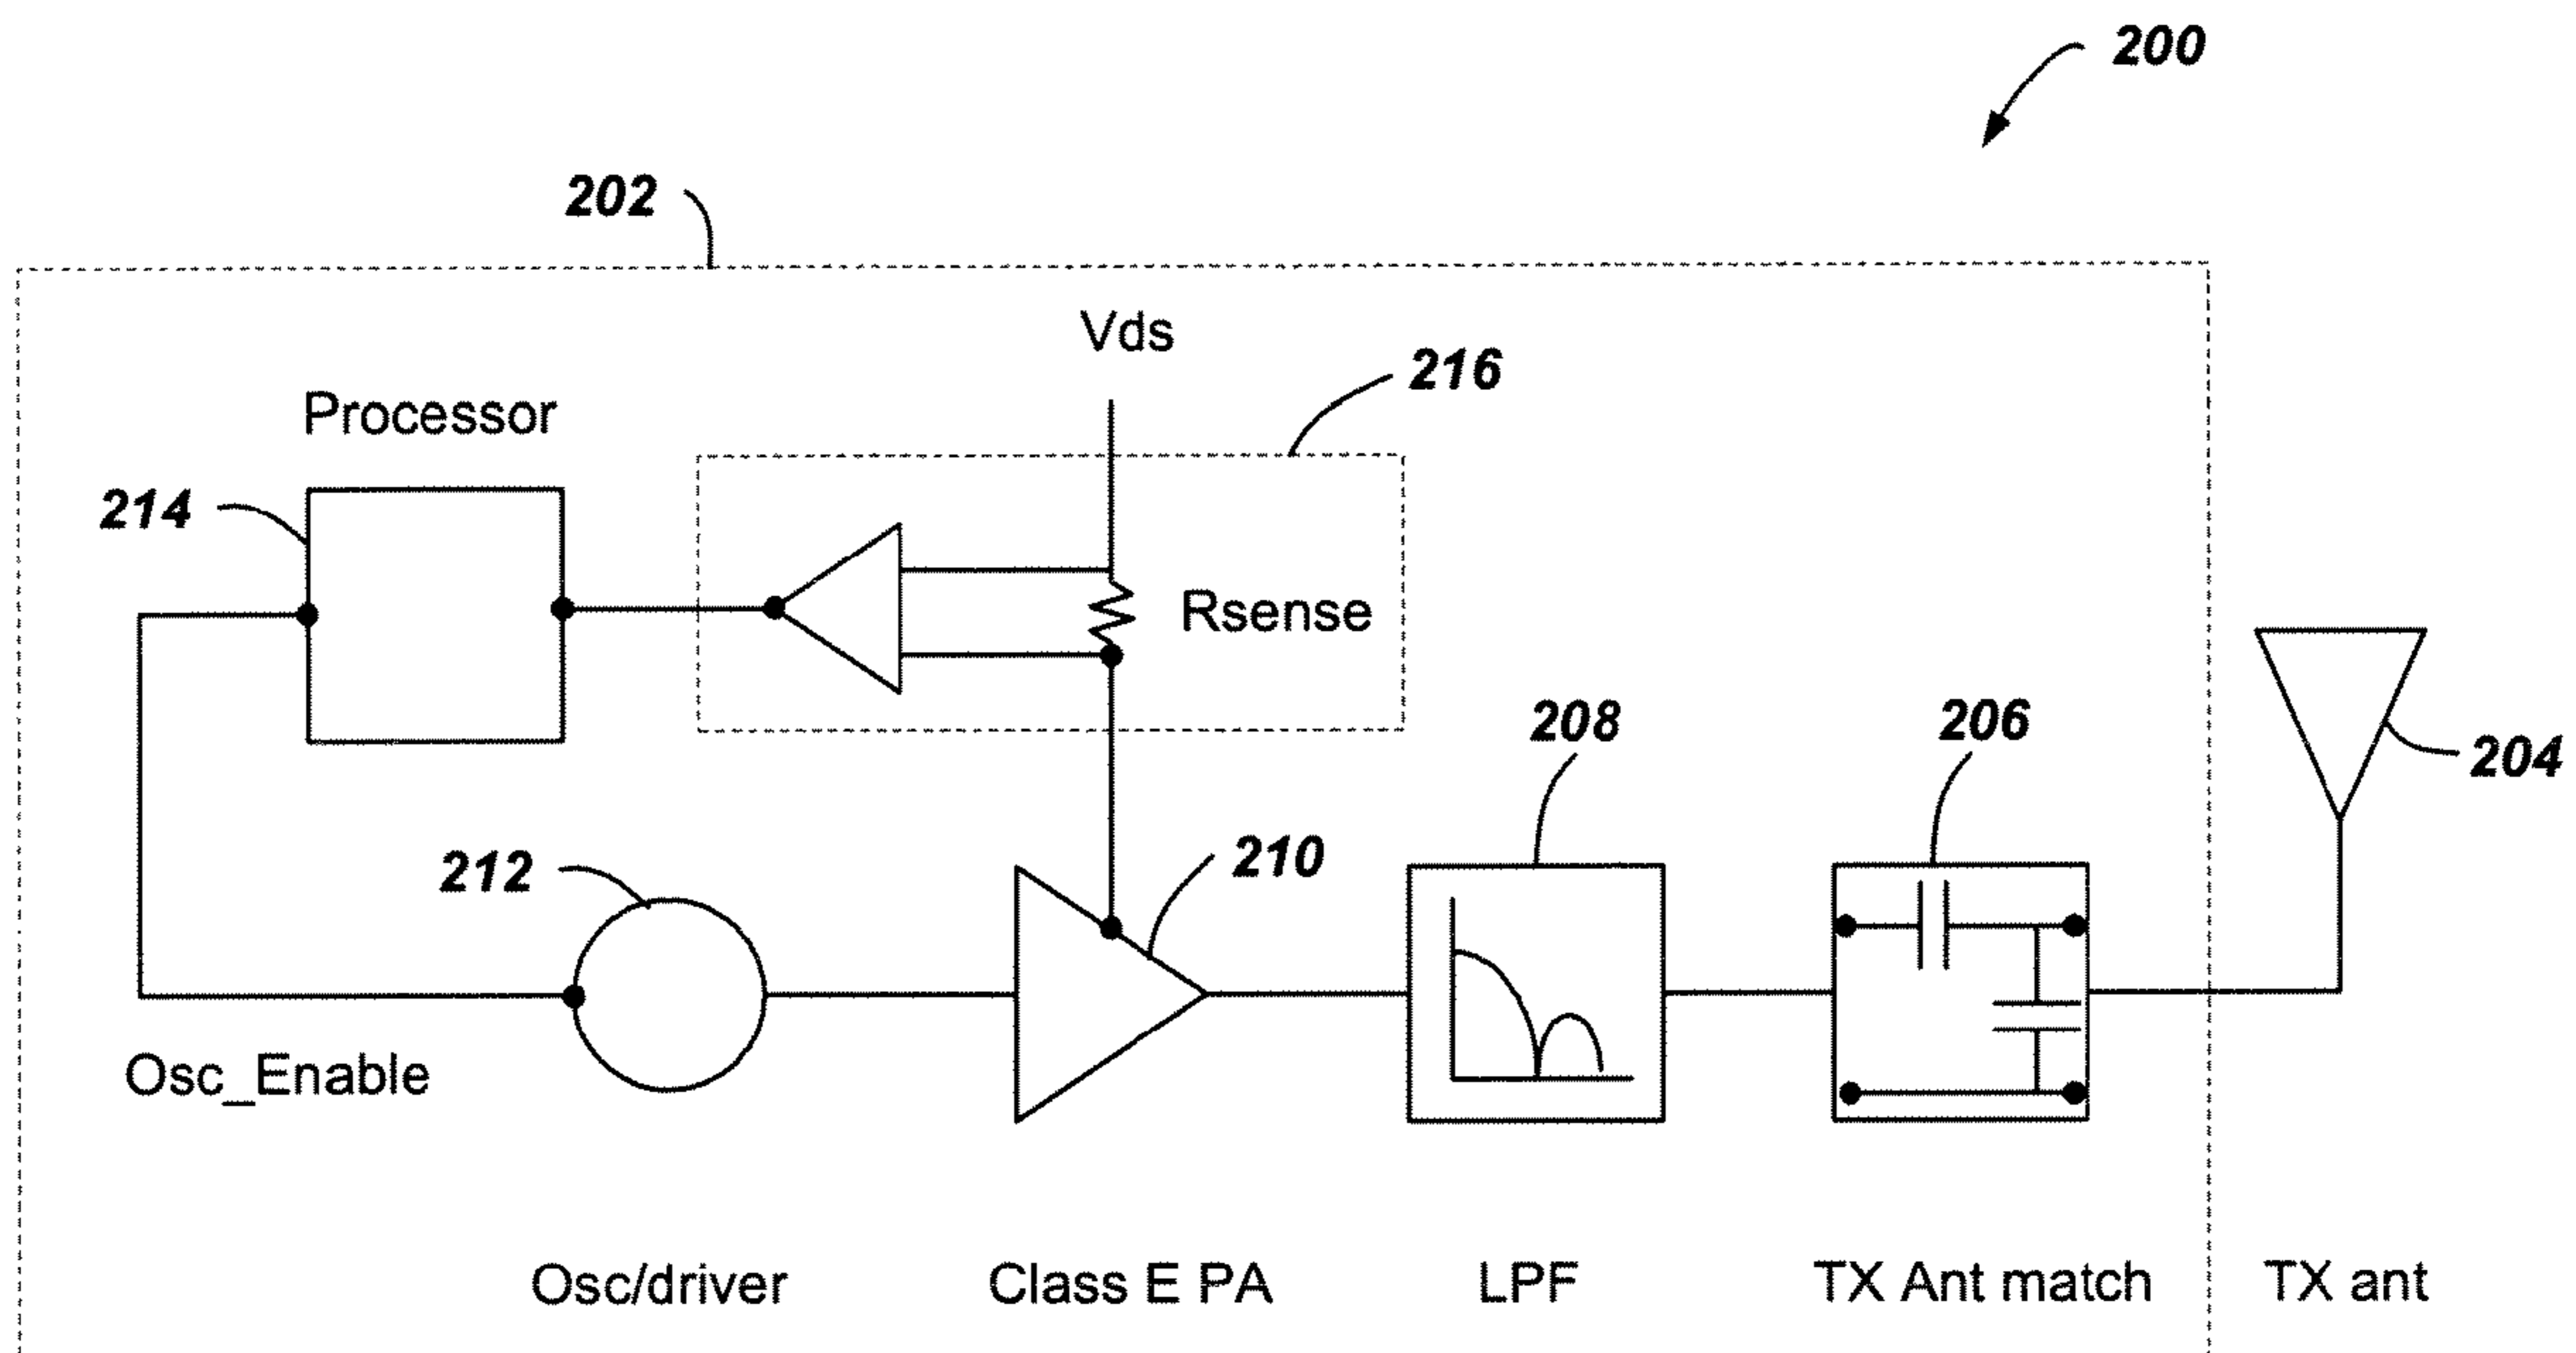 200
202
Vds
216
Processor
214
Rsense
208
206
204
212
210
Osc_Enable
Osc/driver
Class E PA
LPF
TX Ant match
TX ant